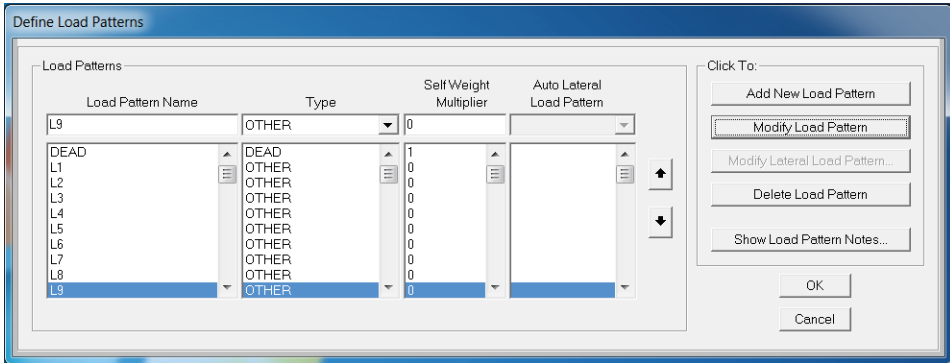 Define Load Patterns
Load Patterns
Load Pattern Name Type Self Weight Multiplier Auto Lateral Load Pattern
L9 OTHER 0
DEAD DEAD 1
L1 OTHER 0
L2 OTHER 0
L3 OTHER 0
L4 OTHER 0
L5 OTHER 0
L6 OTHER 0
L7 OTHER 0
L8 OTHER 0
L9 OTHER 0
Click To:
Add New Load Pattern
Modify Load Pattern
Modify Lateral Load Pattern...
Delete Load Pattern
Show Load Pattern Notes...
OK
Cancel